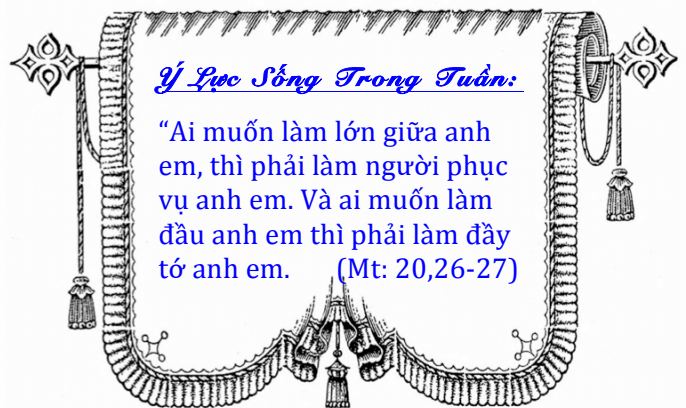 Ý Lực Sống Trong Tuần:
“Ai muốn làm lớn giữa anh
em, thì phải làm người phục
vụ anh em. Và ai muốn làm
đầu anh em thì phải làm đầy
tớ anh em. (Mt: 20,26-27)